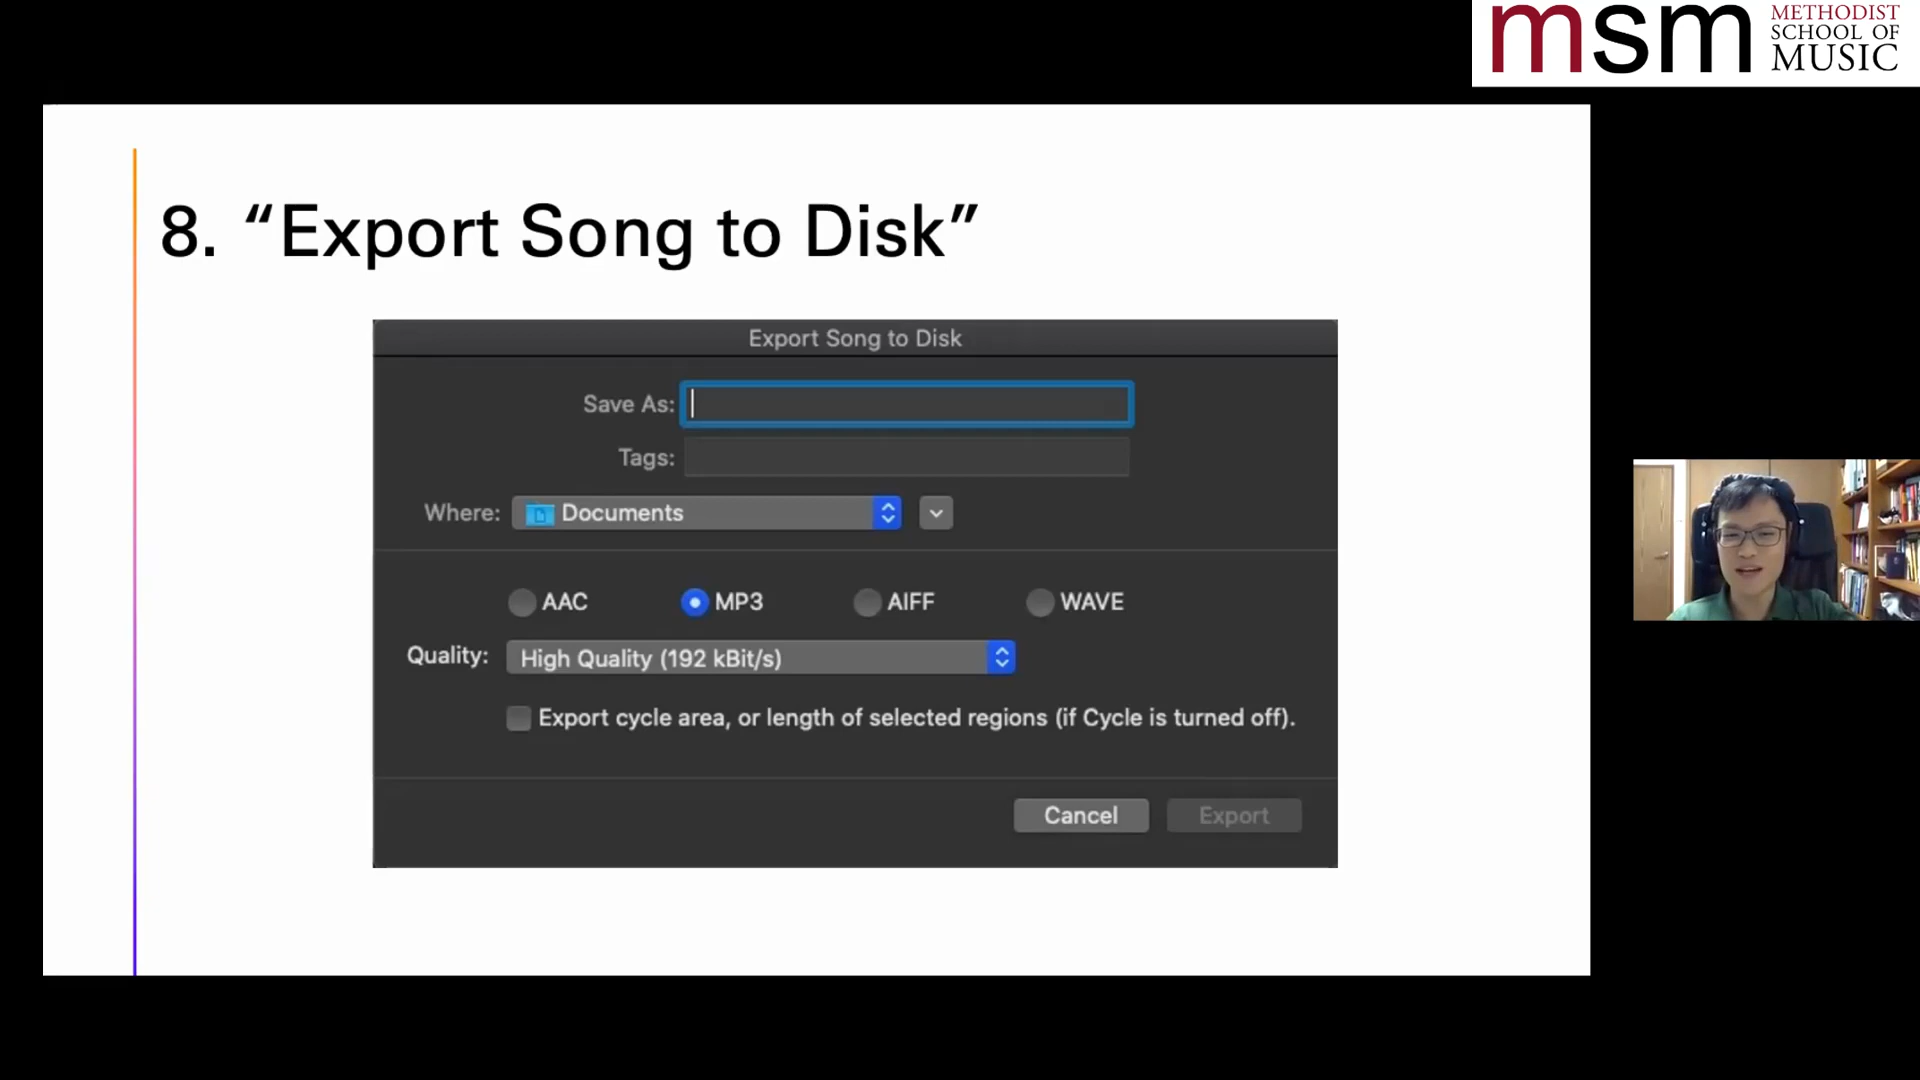 msm METHODIST
SCHOOL OF
MUSIC
8. “Export Song to Disk”
Export Song to Disk
Save As:
Tags:
Where: Documents
AAC MP3 AIFF WAVE
Quality: High Quality (192 kBit/s)
Export cycle area, or length of selected regions (if Cycle is turned off).
Cancel Export